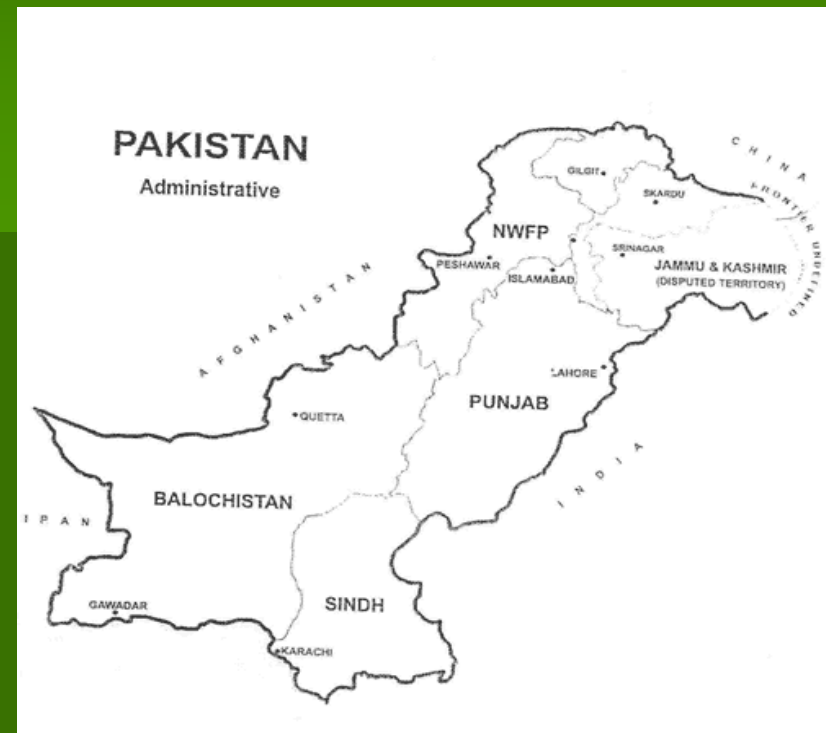 PAKISTAN
Administrative
CHINA
FRONTIER UNDEFINED
GILGIT
SKARDU
NWFP
SRINAGAR
PESHAWAR
ISLAMABAD
JAMMU & KASHMIR
(DISPUTED TERRITORY)
AFGHANISTAN
LAHORE
PUNJAB
QUETTA
INDIA
BALOCHISTAN
IPAN
GAWADAR
SINDH
KARACHI